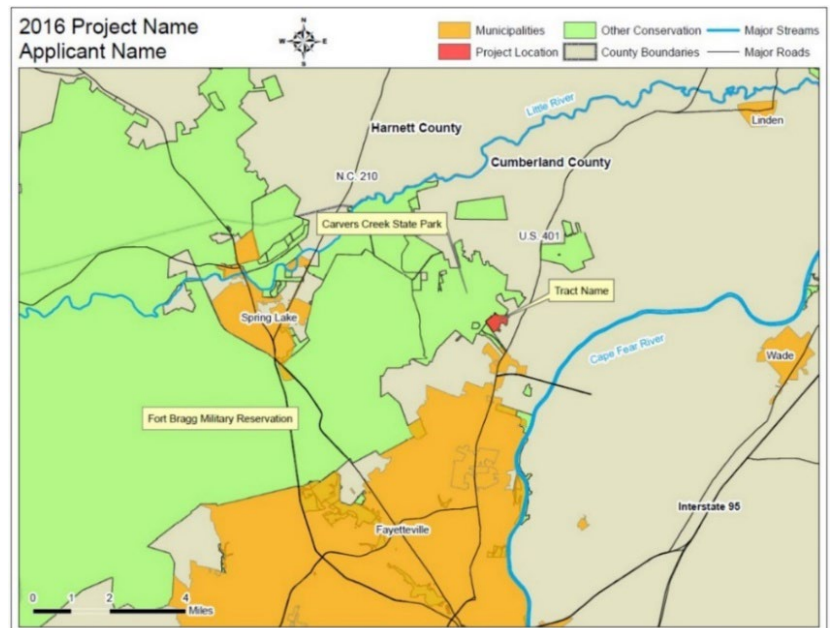 2016 Project Name
Applicant Name
N
W
E
S
Municipalities
Other Conservation
Major Streams
Project Location
County Boundaries
Major Roads
Little River
Linden
Harnett County
Cumberland County
N.C. 210
Carvers Creek State Park
U.S. 401
Tract Name
Spring Lake
Cape Fear River
Wade
Fort Bragg Military Reservation
Interstate 95
Fayetteville
0 1 2 4
Miles